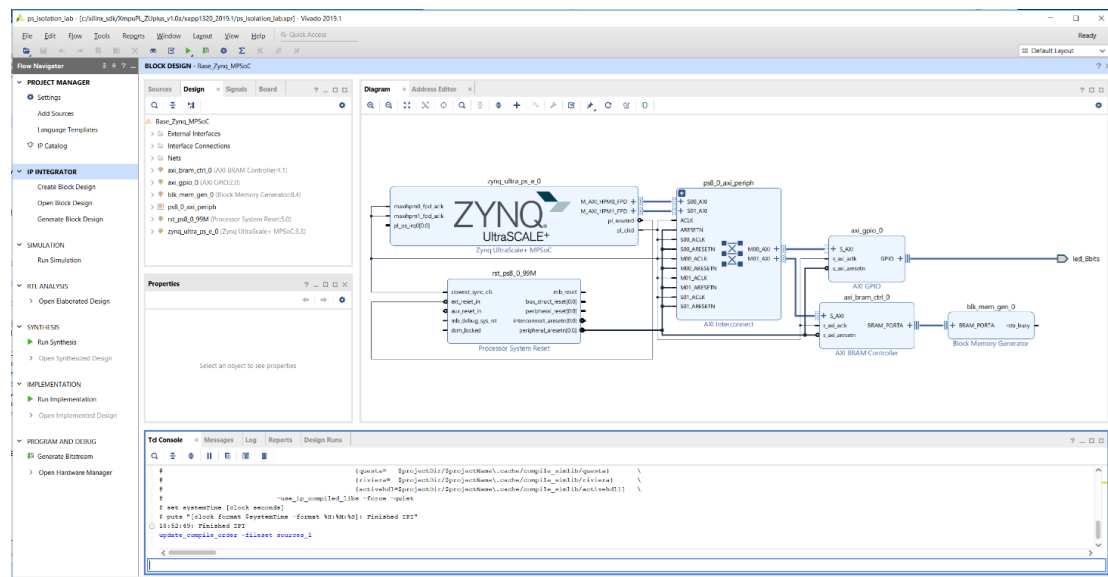 ps_isolation_lab - [c:/xilinx_sdk/XmpuPL_ZUplus_v1.0a/xapp1320_2019.1/ps_isolation_lab.xpr] - Vivado 2019.1
File Edit Flow Tools Reports Window Layout View Help Quick Access
Ready
Default Layout
Flow Navigator
PROJECT MANAGER
Settings
Add Sources
Language Templates
IP Catalog
IP INTEGRATOR
Create Block Design
Open Block Design
Generate Block Design
SIMULATION
Run Simulation
RTL ANALYSIS
Open Elaborated Design
SYNTHESIS
Run Synthesis
Open Synthesized Design
IMPLEMENTATION
Run Implementation
Open Implemented Design
PROGRAM AND DEBUG
Generate Bitstream
Open Hardware Manager
BLOCK DESIGN - Base_Zynq_MPSoC
Sources Design Signals Board
Base_Zynq_MPSoC
External Interfaces
Interface Connections
Nets
axi_bram_ctrl_0 (AXI BRAM Controller:4.1)
axi_gpio_0 (AXI GPIO:2.0)
blk_mem_gen_0 (Block Memory Generator:8.4)
ps8_0_axi_periph
rst_ps8_0_99M (Processor System Reset:5.0)
zynq_ultra_ps_e_0 (Zynq UltraScale+ MPSoC:3.3)
Properties
Select an object to see properties
Diagram Address Editor
zynq_ultra_ps_e_0
maxihpm0_fpd_aclk
maxihpm1_fpd_aclk
pl_ps_irq0[0:0]
ZYNQ
UltraSCALE+
M_AXI_HPM0_FPD
M_AXI_HPM1_FPD
pl_resetn0
pl_clk0
Zynq UltraScale+ MPSoC
rst_ps8_0_99M
slowest_sync_clk
ext_reset_in
aux_reset_in
mb_debug_sys_rst
dcm_locked
mb_reset
bus_struct_reset[0:0]
peripheral_reset[0:0]
interconnect_aresetn[0:0]
peripheral_aresetn[0:0]
Processor System Reset
ps8_0_axi_periph
S00_AXI
S01_AXI
ACLK
ARESETN
S00_ACLK
S00_ARESETN
M00_ACLK
M00_ARESETN
M01_ACLK
M01_ARESETN
S01_ACLK
S01_ARESETN
M00_AXI
M01_AXI
AXI Interconnect
axi_gpio_0
S_AXI
s_axi_aclk
s_axi_aresetn
GPIO
AXI GPIO
led_8bits
axi_bram_ctrl_0
S_AXI
s_axi_aclk
s_axi_aresetn
BRAM_PORTA
AXI BRAM Controller
blk_mem_gen_0
BRAM_PORTA
rsta_busy
Block Memory Generator
Tcl Console Messages Log Reports Design Runs
# {questa= $projectDir/$projectName\.cache/compile_simlib/questa} \
# {riviera= $projectDir/$projectName\.cache/compile_simlib/riviera} \
# {activehdl=$projectDir/$projectName\.cache/compile_simlib/activehdl}] \
# -use_ip_compiled_libs -force -quiet
# set systemTime [clock seconds]
# puts "[clock format $systemTime -format %H:%M:%S]: Finished IPI"
18:52:49: Finished IPI
update_compile_order -fileset sources_1